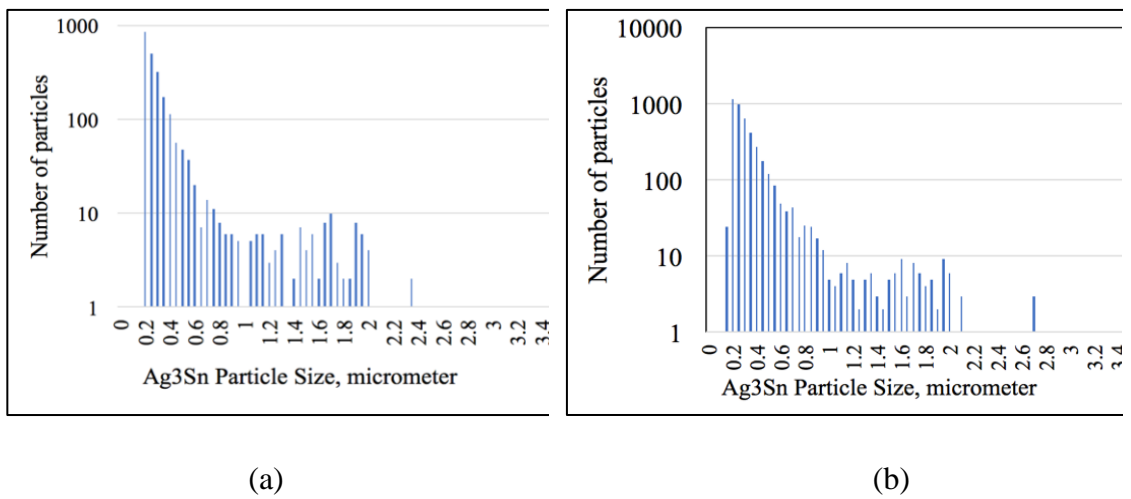 1000
100
10
1
Number of particles
0 0.2 0.4 0.6 0.8 1 1.2 1.4 1.6 1.8 2 2.2 2.4 2.6 2.8 3 3.2 3.4
Ag3Sn Particle Size, micrometer
(a)
10000
1000
100
10
1
Number of particles
0 0.2 0.4 0.6 0.8 1 1.2 1.4 1.6 1.8 2 2.2 2.4 2.6 2.8 3 3.2 3.4
Ag3Sn Particle Size, micrometer
(b)